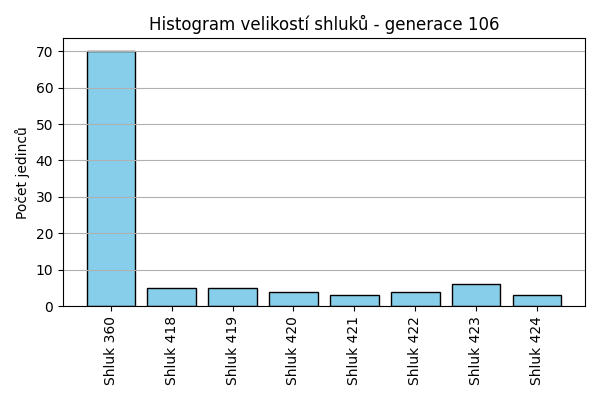 Histogram velikostí shluků - generace 106
Počet jedinců
70
60
50
40
30
20
10
0
Shluk 360
Shluk 418
Shluk 419
Shluk 420
Shluk 421
Shluk 422
Shluk 423
Shluk 424